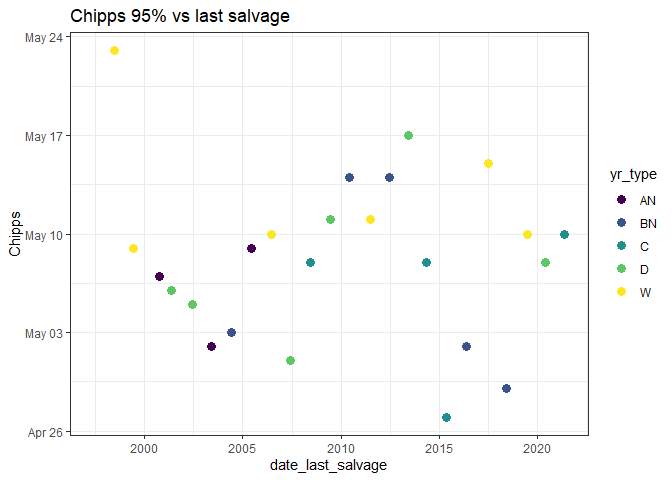 Chipps 95% vs last salvage
May 24
May 17
May 10
May 03
Apr 26
Chipps
2000
2005
2010
2015
2020
date_last_salvage
yr_type
AN
BN
C
D
W